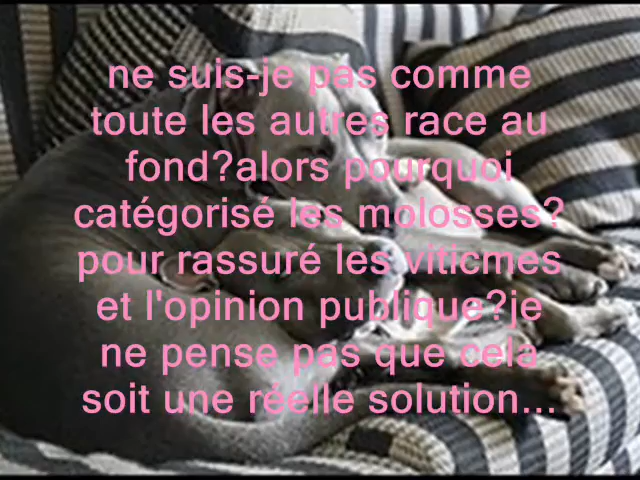 ne suis-je pas comme
toute les autres race au
fond?alors pourquoi
catégorisé les molosses?
pour rassuré les viticmes
et l'opinion publique?je
ne pense pas que cela
soit une réelle solution...